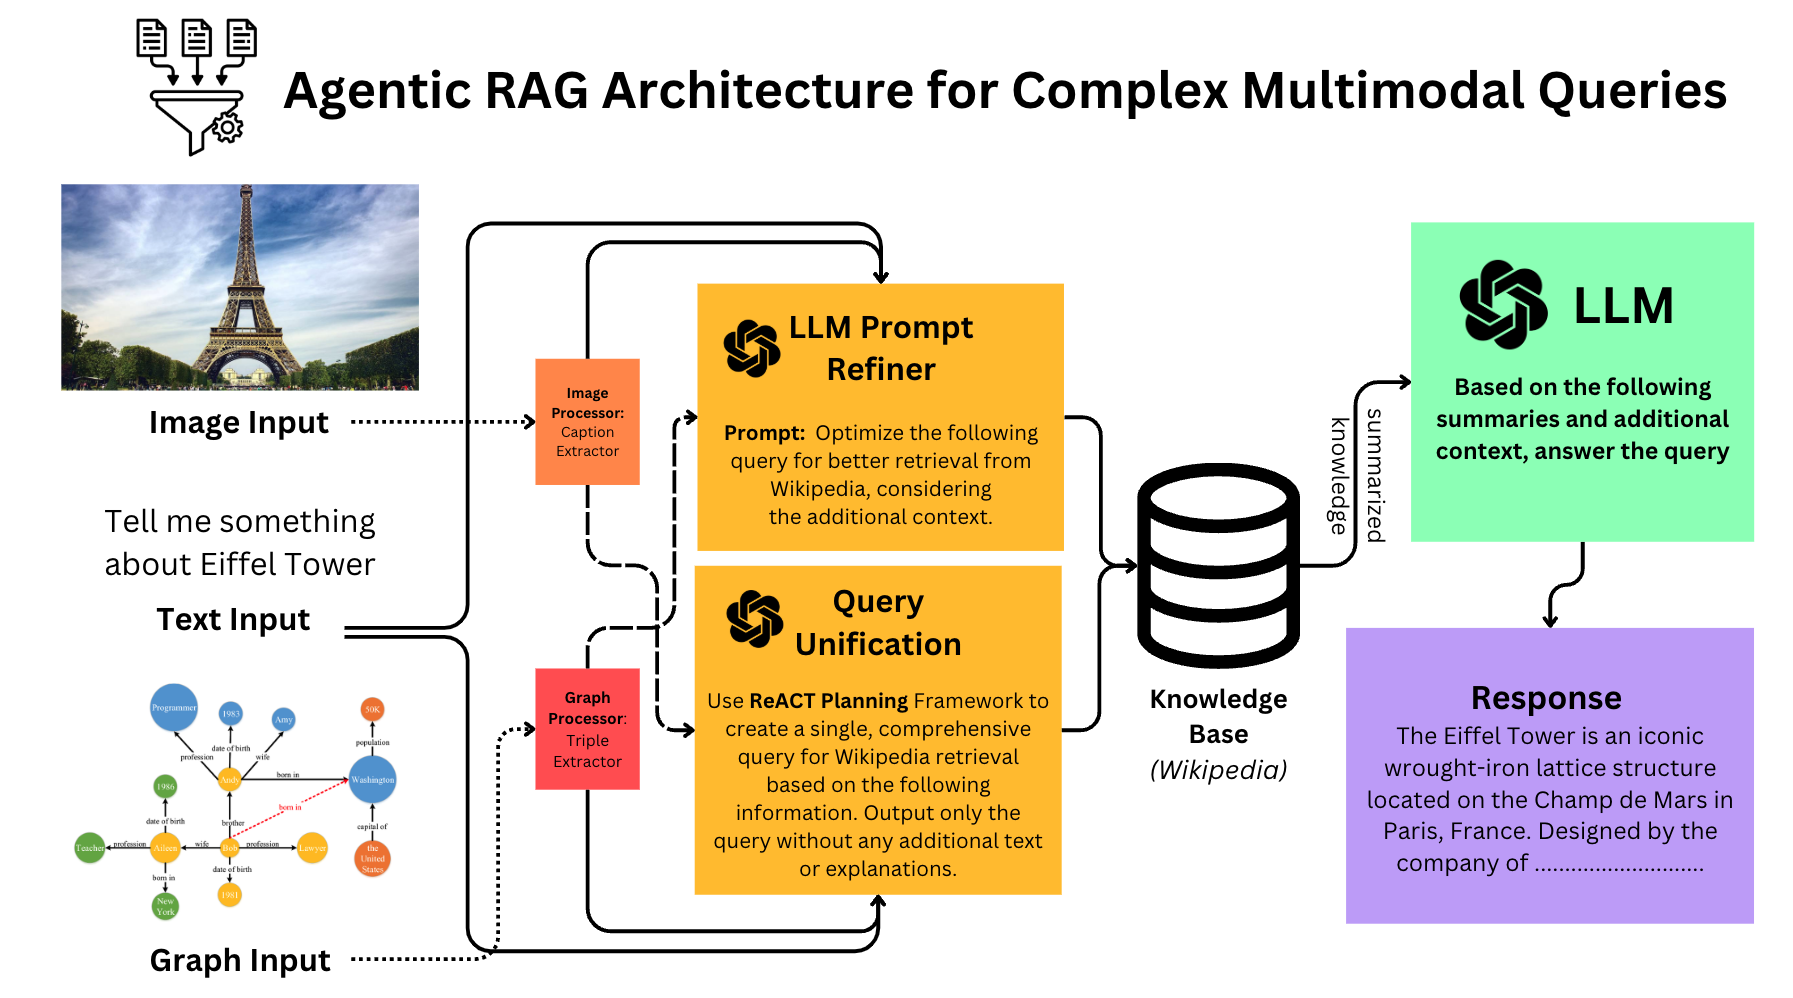 Agentic RAG Architecture for Complex Multimodal Queries
Image Input
Tell me something
about Eiffel Tower
Text Input
Programmer
1983
Amy
50K
profession
date of birth
wife
population
Andy
born in
Washington
1986
born in
date of birth
brother
capital of
Teacher
profession
Aileen
wife
Bob
profession
Lawyer
the
United
States
born in
date of birth
New
York
1981
Graph Input
Image
Processor:
Caption
Extractor
Graph
Processor:
Triple
Extractor
LLM Prompt
Refiner
Prompt: Optimize the following
query for better retrieval from
Wikipedia, considering
the additional context.
Query
Unification
Use ReACT Planning Framework to
create a single, comprehensive
query for Wikipedia retrieval
based on the following
information. Output only the
query without any additional text
or explanations.
Knowledge
Base
(Wikipedia)
summarized
knowledge
LLM
Based on the following
summaries and additional
context, answer the query
Response
The Eiffel Tower is an iconic
wrought-iron lattice structure
located on the Champ de Mars in
Paris, France. Designed by the
company of ............................